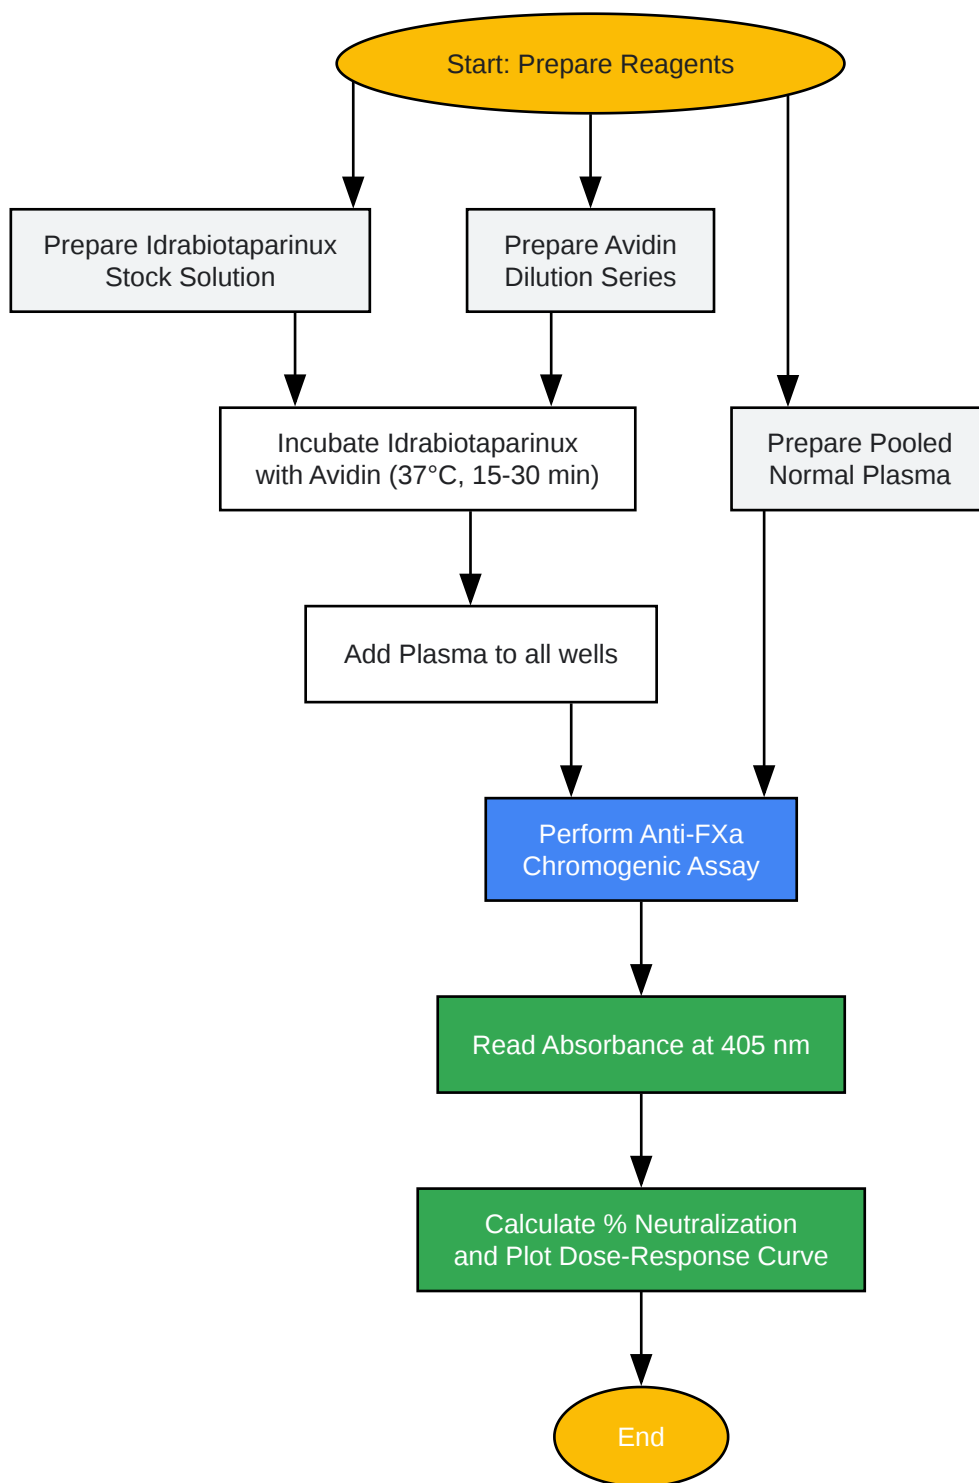 Start: Prepare Reagents
Prepare Idrabiotaparinux
Stock Solution
Prepare Avidin
Dilution Series
Incubate Idrabiotaparinux
with Avidin (37°C, 15-30 min)
Prepare Pooled
Normal Plasma
Add Plasma to all wells
Perform Anti-FXa
Chromogenic Assay
Read Absorbance at 405 nm
Calculate % Neutralization
and Plot Dose-Response Curve
End